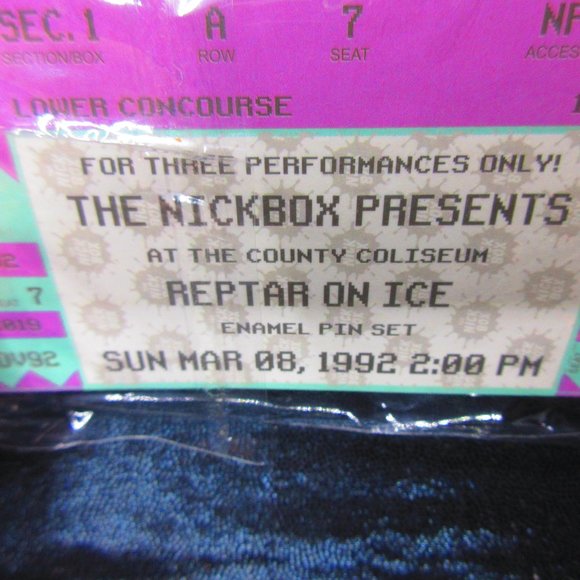 SEC. 1 A 7
SECTION/BOX ROW SEAT
LOWER CONCOURSE
FOR THREE PERFORMANCES ONLY!
THE NICKBOX PRESENTS
AT THE COUNTY COLISEUM
REPTAR ON ICE
ENAMEL PIN SET
SUN MAR 08, 1992 2:00 PM
7